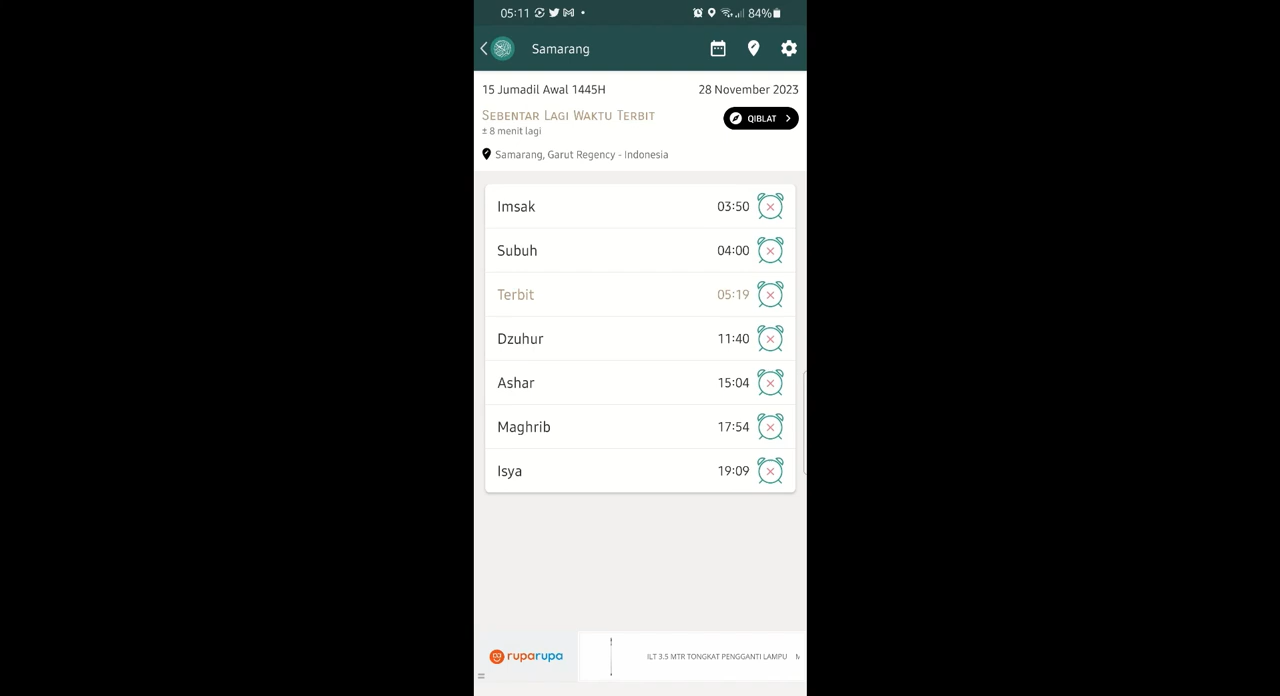 05:11 84%
Samarang
15 Jumadil Awal 1445H 28 November 2023
Sebentar Lagi Waktu Terbit
± 8 menit lagi
QIBLAT
Samarang, Garut Regency - Indonesia
Imsak 03:50
Subuh 04:00
Terbit 05:19
Dzuhur 11:40
Ashar 15:04
Maghrib 17:54
Isya 19:09
ruparupa ILT 3.5 MTR TONGKAT PENGGANTI LAMPU